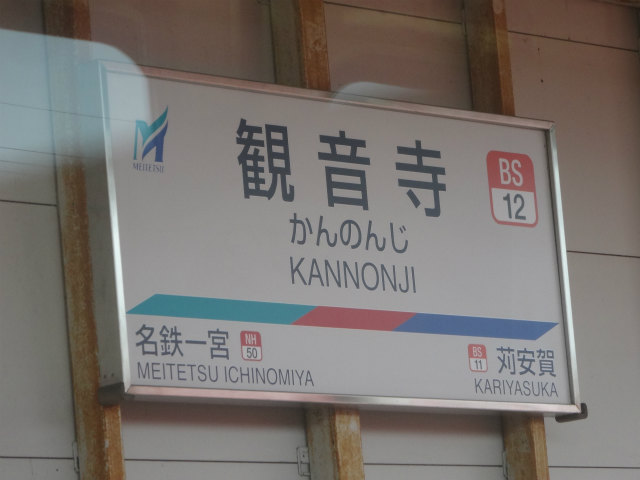 MEITETSU
観音寺
かんのんじ
KANNONJI
BS
12
名鉄一宮
NH
50
MEITETSU ICHINOMIYA
BS
11
苅安賀
KARIYASUKA